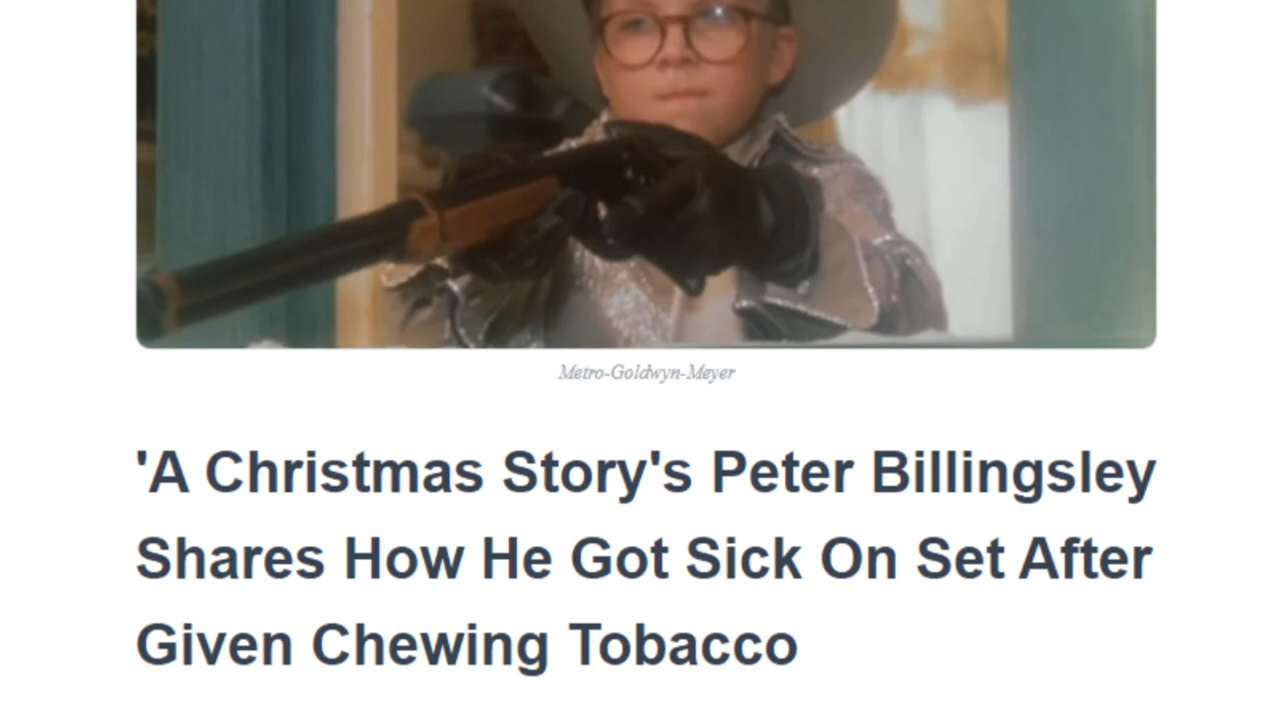 Metro-Goldwyn-Meyer
'A Christmas Story's Peter Billingsley
Shares How He Got Sick On Set After
Given Chewing Tobacco